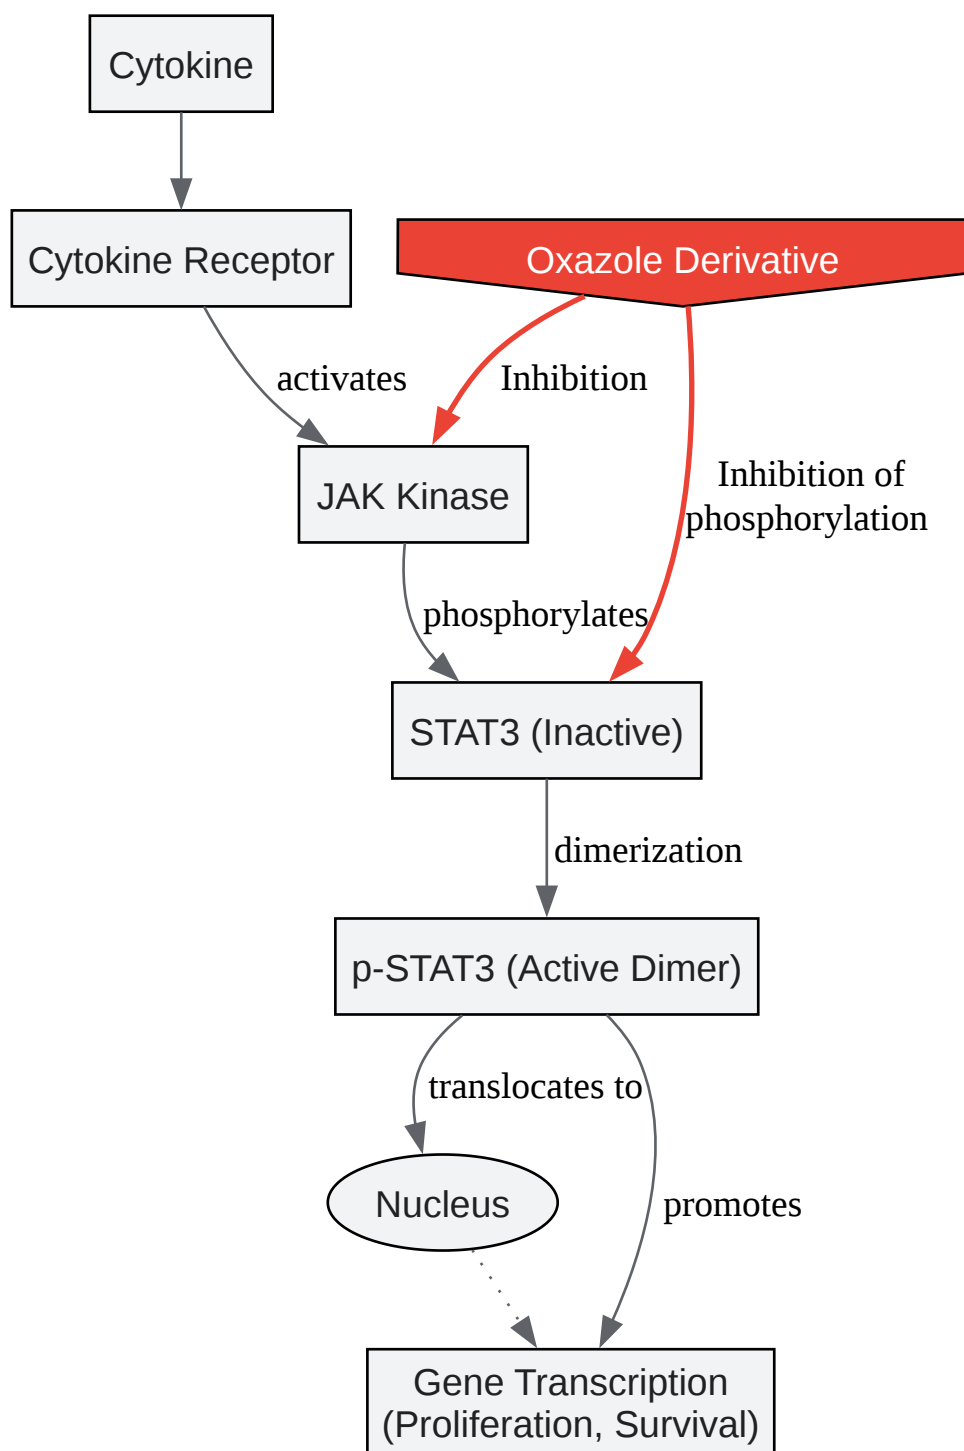 Cytokine
Cytokine Receptor
Oxazole Derivative
activates
Inhibition
JAK Kinase
Inhibition of
phosphorylation
phosphorylates
STAT3 (Inactive)
dimerization
p-STAT3 (Active Dimer)
translocates to
Nucleus
promotes
Gene Transcription
(Proliferation, Survival)